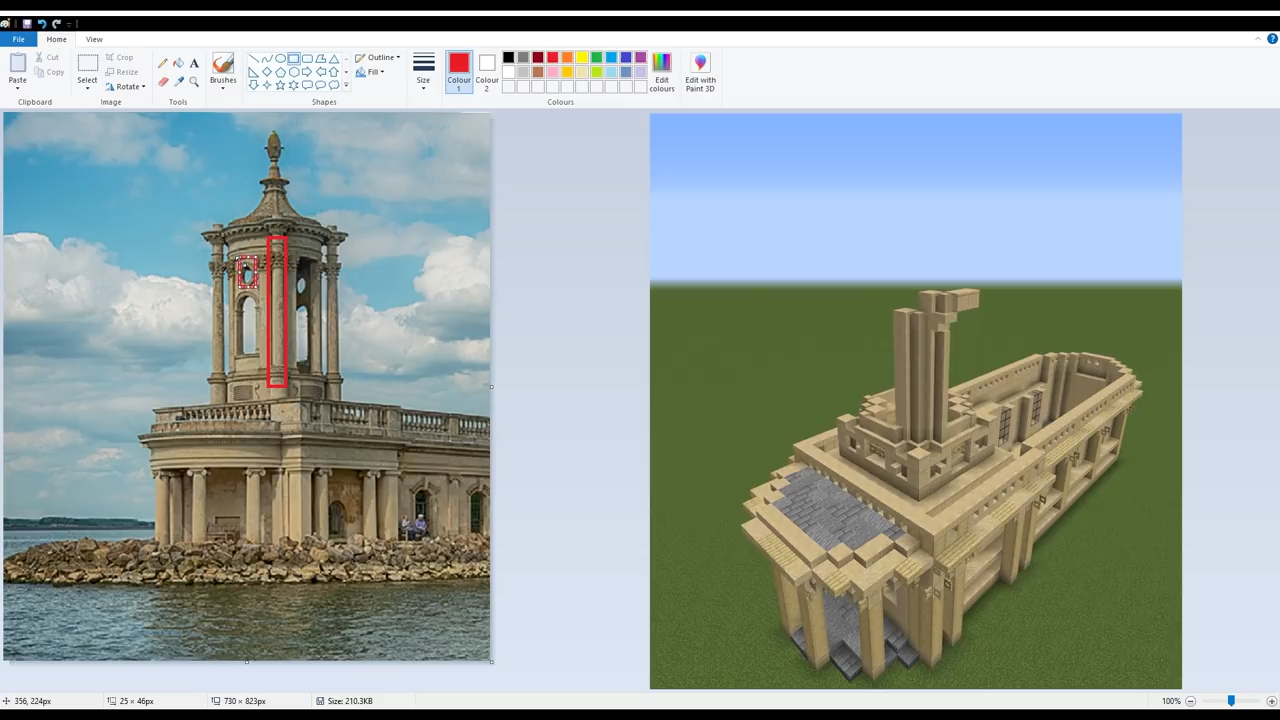 File Home View
Cut
Copy
Paste
Clipboard
Select
Crop
Resize
Rotate
Image
A
Tools
Brushes
Outline
Fill
Shapes
Size
Colour 1
Colour 2
Edit colours
Colours
Edit with Paint 3D
356, 224px 25 × 46px 730 × 823px Size: 210.3KB 100%